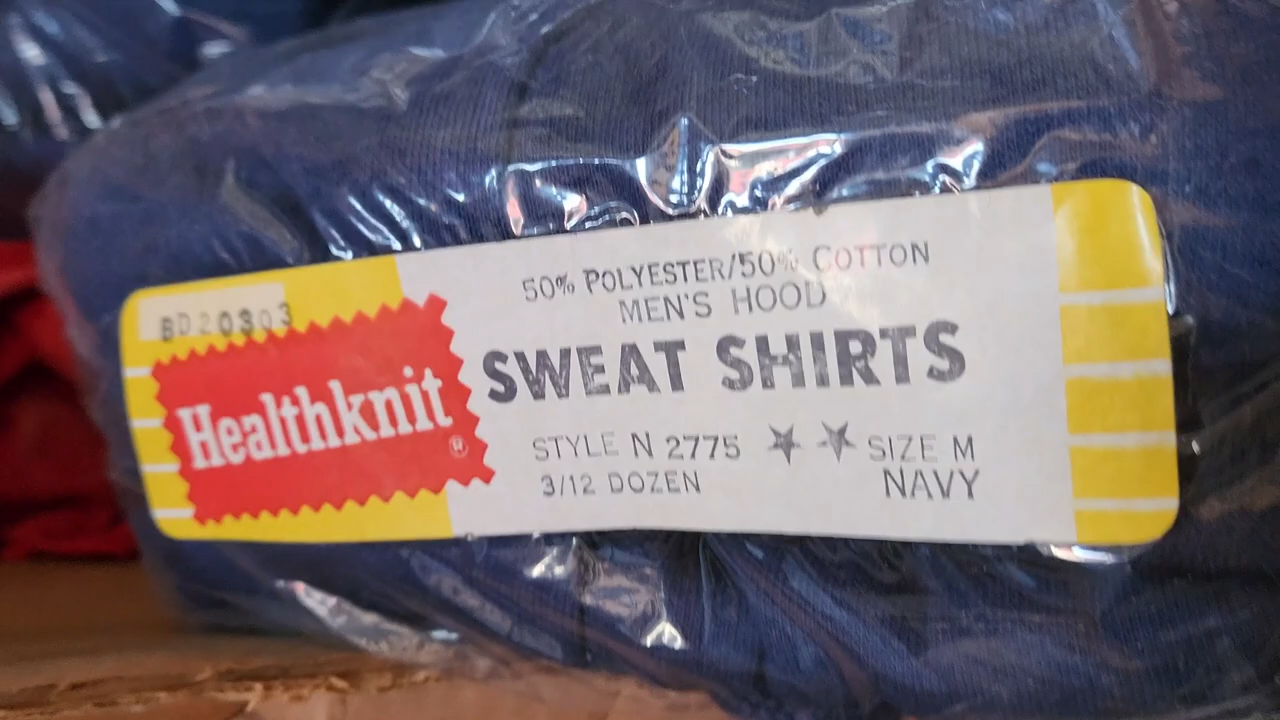 BD20303
Healthknit®
50% POLYESTER/50% COTTON
MEN'S HOOD
SWEAT SHIRTS
STYLE N 2775 ★ ★ SIZE M
3/12 DOZEN NAVY